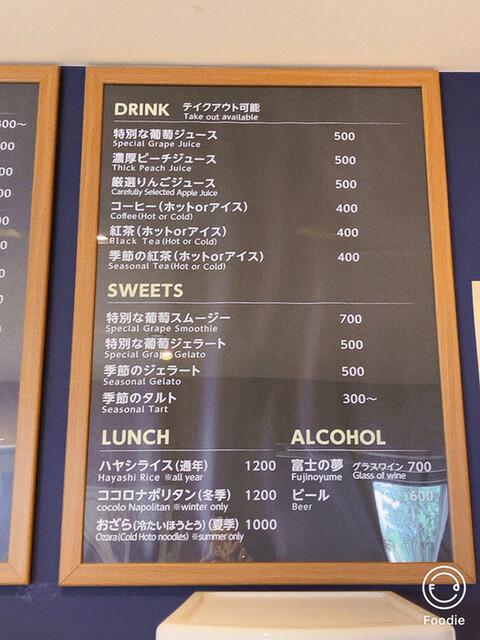 300~
DRINK テイクアウト可能
Take out available
特別な葡萄ジュース 500
Special Grape Juice
濃厚ピーチジュース 500
Thick Peach Juice
厳選りんごジュース 500
Carefully Selected Apple Juice
コーヒー(ホットorアイス) 400
Coffee(Hot or Cold)
紅茶(ホットorアイス) 400
Black Tea(Hot or Cold)
季節の紅茶(ホットorアイス) 400
Seasonal Tea(Hot or Cold)
SWEETS
特別な葡萄スムージー 700
Special Grape Smoothie
特別な葡萄ジェラート 500
Special Grape Gelato
季節のジェラート 500
Seasonal Gelato
季節のタルト 300~
Seasonal Tart
LUNCH
ハヤシライス(通年) 1200
Hayashi Rice ※all year
ココロナポリタン(冬季) 1200
cocolo Napolitan ※winter only
おざら(冷たいほうとう)(夏季) 1000
Ozara(Cold Hoto noodles) ※summer only
ALCOHOL
富士の夢 グラスワイン 700
Fujinoyume Glass of wine
ビール 600
Beer
Foodie